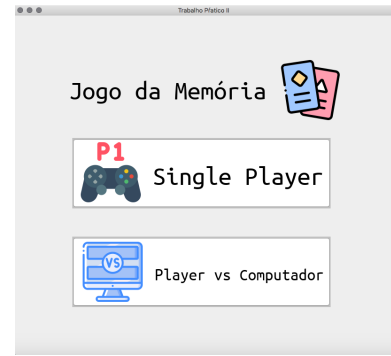 Trabalho Prático II
Jogo da Memória
P1
Single Player
VS
Player vs Computador